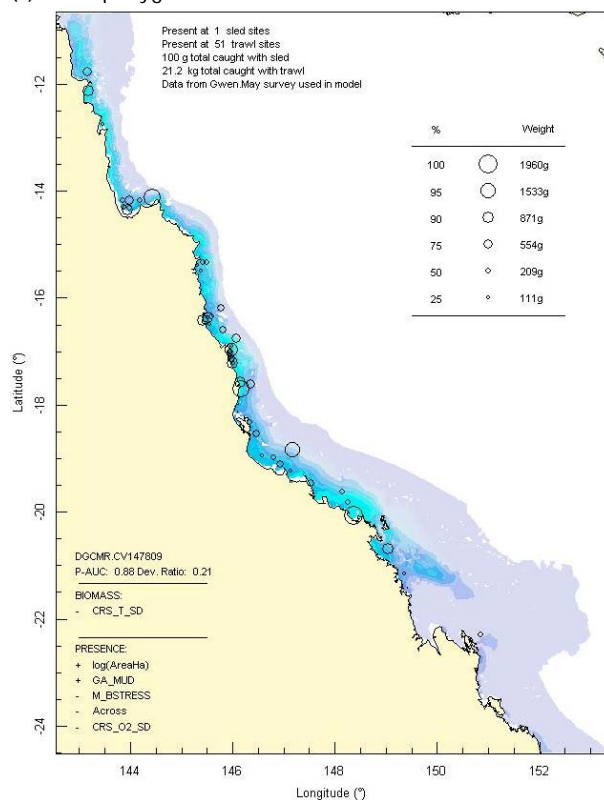 Present at 1 sled sites
Present at 51 trawl sites
100 g total caught with sled
21.2 kg total caught with trawl
Data from Gwen.May survey used in model
% Weight
100 1960g
95 1533g
90 871g
75 554g
50 209g
25 111g
-12
-14
-16
-18
-20
-22
-24
Latitude (°)
DGCMR.CV147809
P-AUC: 0.88 Dev. Ratio: 0.21
BIOMASS:
- CRS_T_SD
PRESENCE:
+ log(AreaHa)
+ GA_MUD
- M_BSTRESS
- Across
- CRS_O2_SD
144 146 148 150 152
Longitude (°)